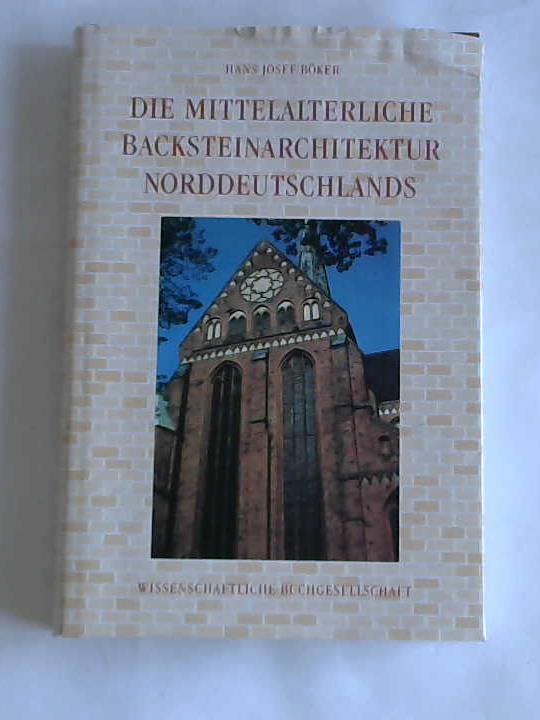 HANS JOSEF BÖKER
DIE MITTELALTERLICHE
BACKSTEINARCHITEKTUR
NORDDEUTSCHLANDS
WISSENSCHAFTLICHE BUCHGESELLSCHAFT